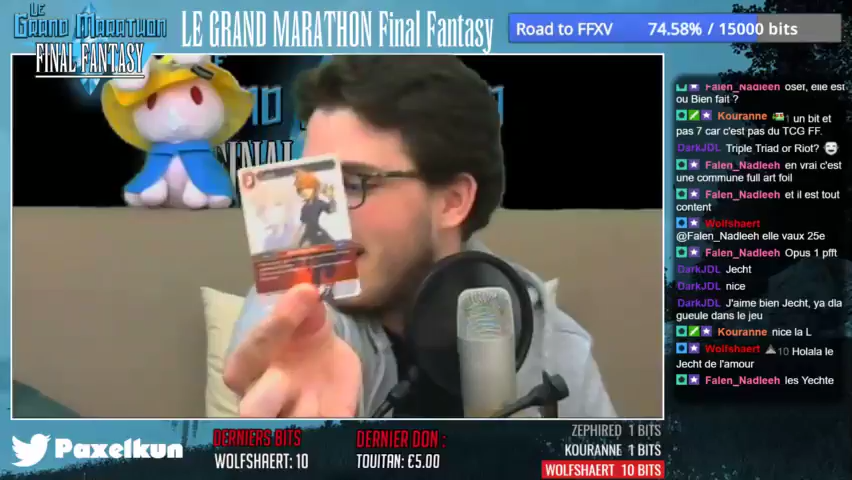 LE
GRAND MARATHON
FINAL FANTASY
LE GRAND MARATHON Final Fantasy
Road to FFXV 74.58% / 15000 bits
Falen_Nadleeh oser, elle est
ou Bien fait ?
Kouranne 1 un bit et
pas 7 car c'est pas du TCG FF.
DarkJDL Triple Triad or Riot?
Falen_Nadleeh en vrai c'est
une commune full art foil
Falen_Nadleeh et il est tout
content
Wolfshaert
@Falen_Nadleeh elle vaux 25e
Falen_Nadleeh Opus 1 pfft
DarkJDL Jecht
DarkJDL nice
DarkJDL J'aime bien Jecht, ya dla
gueule dans le jeu
Kouranne nice la L
Wolfshaert 10 Holala le
Jecht de l'amour
Falen_Nadleeh les Yechte
Paxelkun
DERNIERS BITS
WOLFSHAERT: 10
DERNIER DON :
TOUITAN: €5.00
ZEPHIRED 1 BITS
KOURANNE 1 BITS
WOLFSHAERT 10 BITS